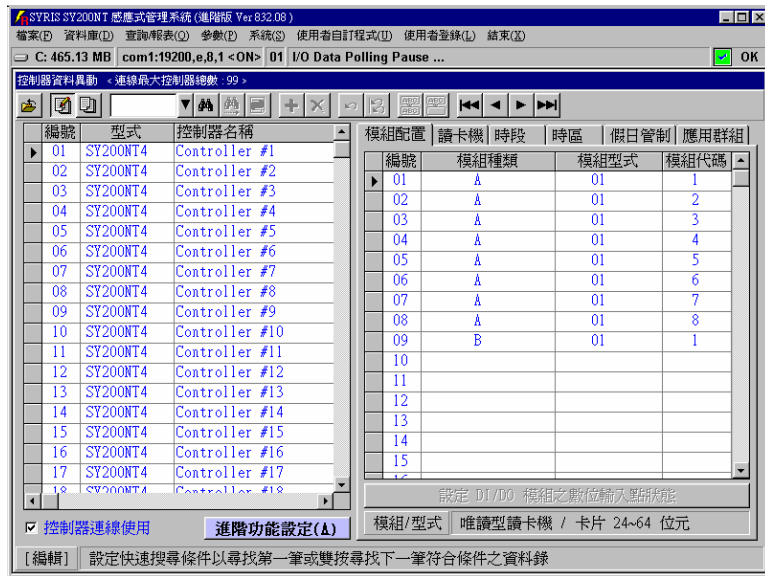 SYRIS SY200NT 感應式管理系統 (進階版 Ver 832.08)
檔案(F) 資料庫(D) 查詢/報表(Q) 參數(P) 系統(S) 使用者自訂程式(U) 使用者登錄(L) 結束(X)
C: 465.13 MB com1:19200,e,8,1 <ON> 01 I/O Data Polling Pause ... OK
控制器資料異動 <連線最大控制器總數 : 99>
編號 型式 控制器名稱
01 SY200NT4 Controller #1
02 SY200NT4 Controller #2
03 SY200NT4 Controller #3
04 SY200NT4 Controller #4
05 SY200NT4 Controller #5
06 SY200NT4 Controller #6
07 SY200NT4 Controller #7
08 SY200NT4 Controller #8
09 SY200NT4 Controller #9
10 SY200NT4 Controller #10
11 SY200NT4 Controller #11
12 SY200NT4 Controller #12
13 SY200NT4 Controller #13
14 SY200NT4 Controller #14
15 SY200NT4 Controller #15
16 SY200NT4 Controller #16
17 SY200NT4 Controller #17
18 SY200NT4 Controller #18
控制器連線使用 進階功能設定(A)
模組配置 讀卡機 時段 時區 假日管制 應用群組
編號 模組種類 模組型式 模組代碼
01 A 01 1
02 A 01 2
03 A 01 3
04 A 01 4
05 A 01 5
06 A 01 6
07 A 01 7
08 A 01 8
09 B 01 1
10
11
12
13
14
15
16
設定 DI/DO 模組之數位輸入點狀態
模組/型式 唯讀型讀卡機 / 卡片 24~64 位元
[編輯] 設定快速搜尋條件以尋找第一筆或雙按尋找下一筆符合條件之資料錄